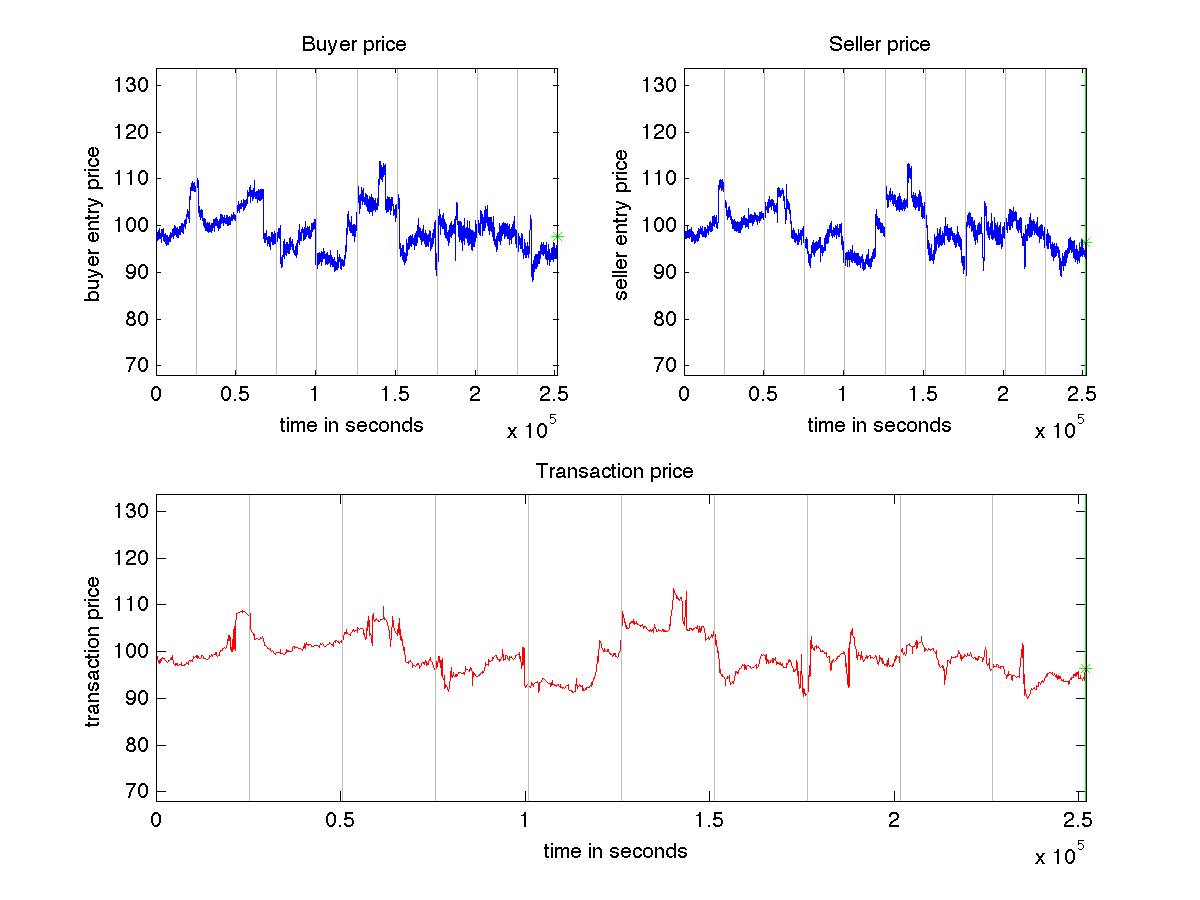 Buyer price
130
120
110
100
90
80
70
buyer entry price
0 0.5 1 1.5 2 2.5
time in seconds
x 10^5
Seller price
130
120
110
100
90
80
70
seller entry price
0 0.5 1 1.5 2 2.5
time in seconds
x 10^5
Transaction price
130
120
110
100
90
80
70
transaction price
0 0.5 1 1.5 2 2.5
time in seconds
x 10^5